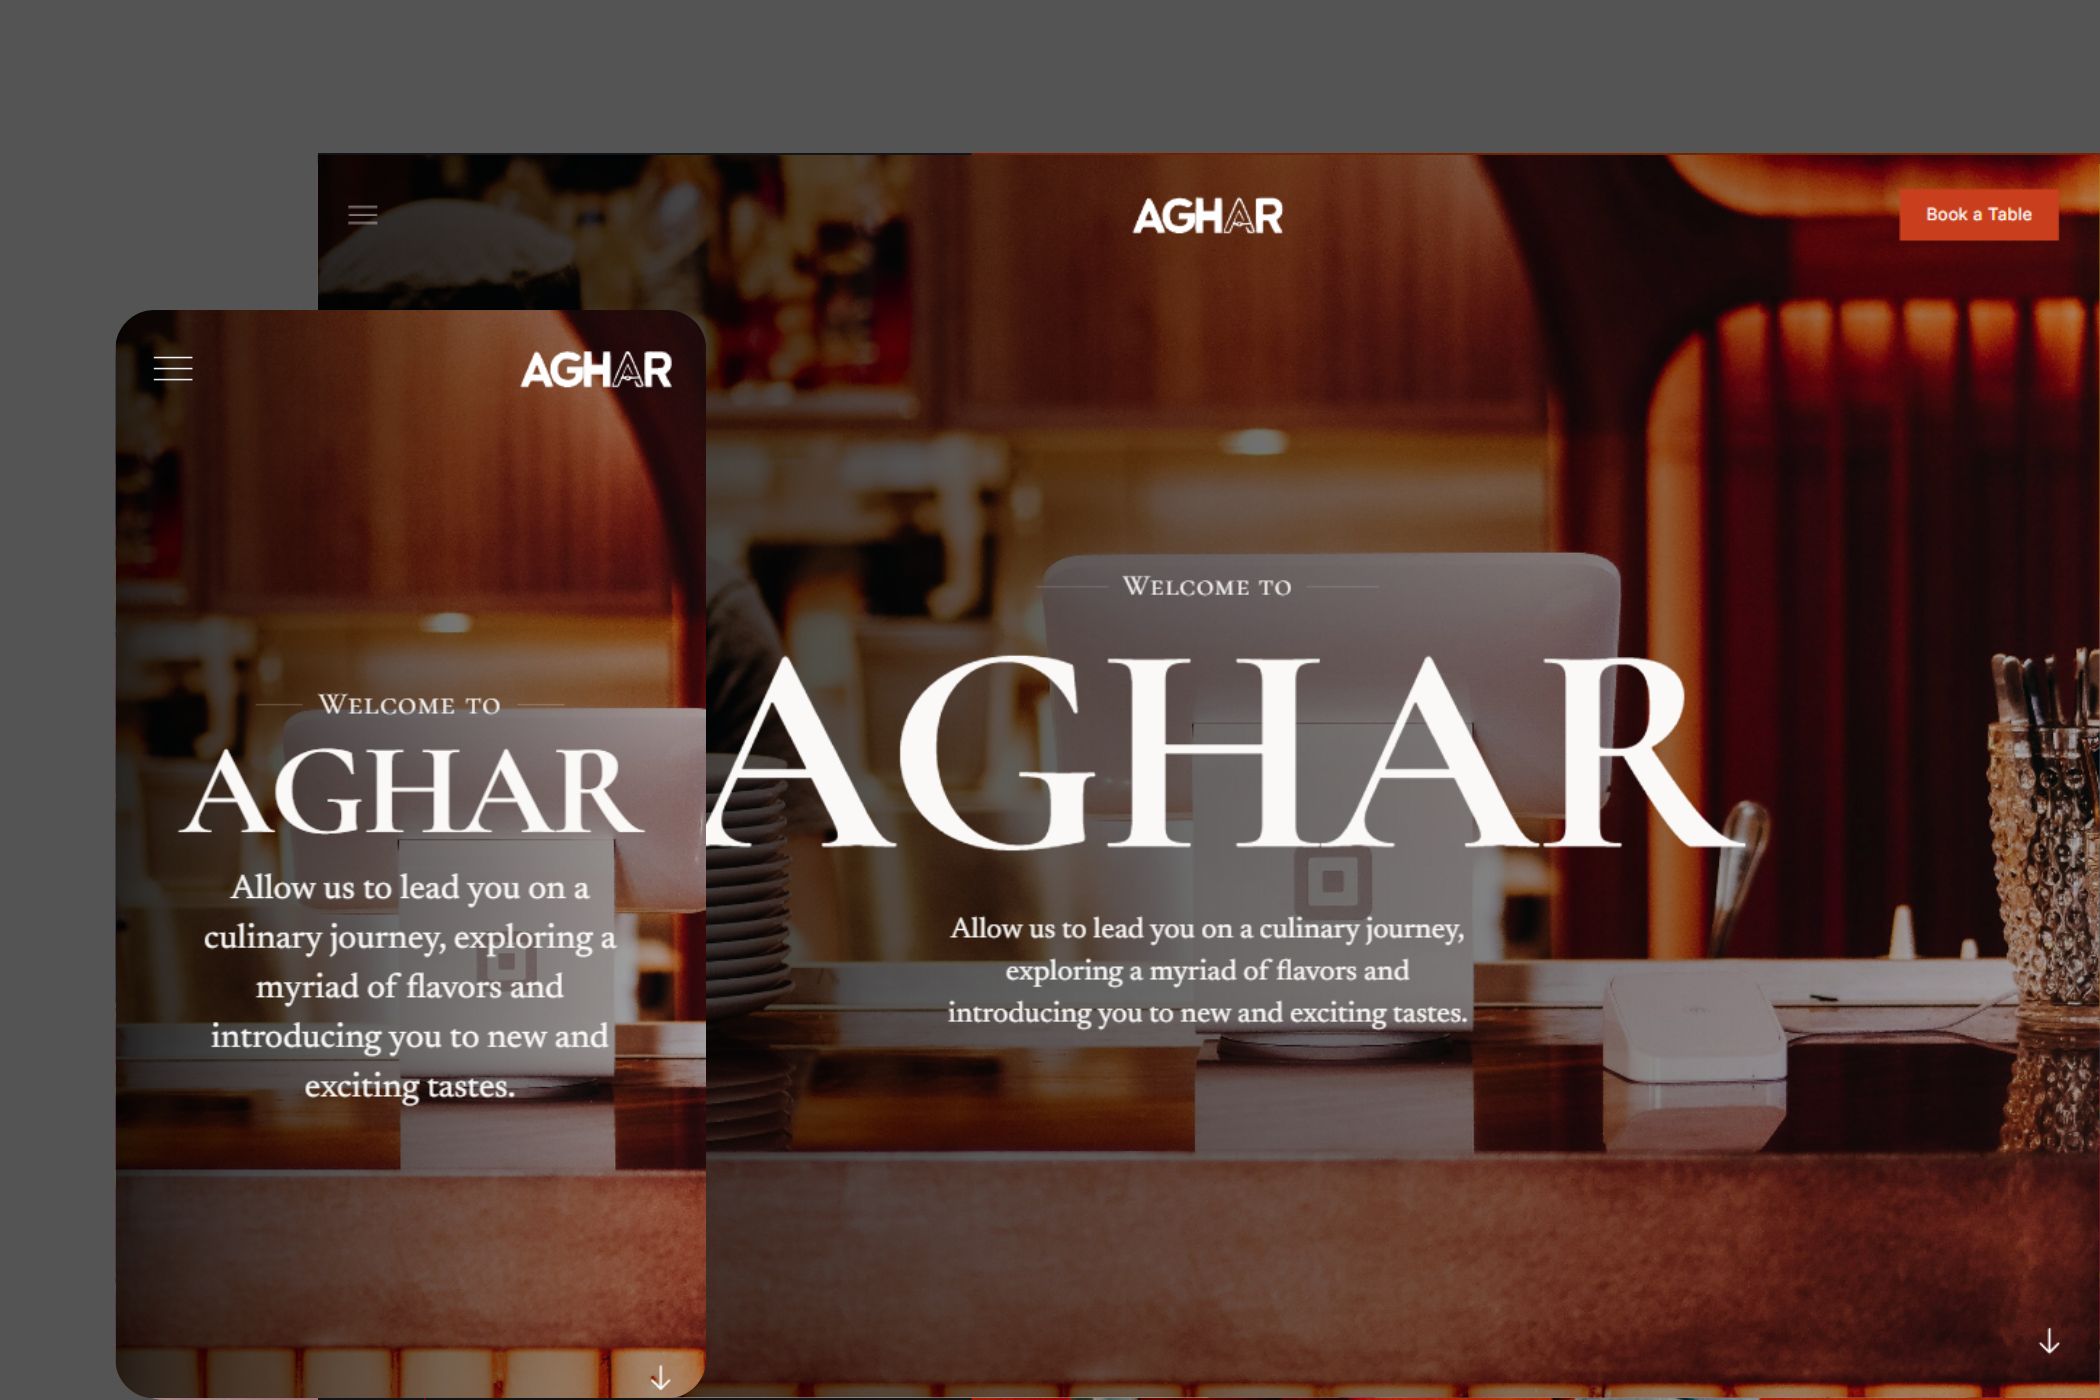 AGHAR
Book a Table
WELCOME TO
AGHAR
Allow us to lead you on a culinary journey,
exploring a myriad of flavors and
introducing you to new and exciting tastes.
AGHAR
WELCOME TO
AGHAR
Allow us to lead you on a
culinary journey, exploring a
myriad of flavors and
introducing you to new and
exciting tastes.